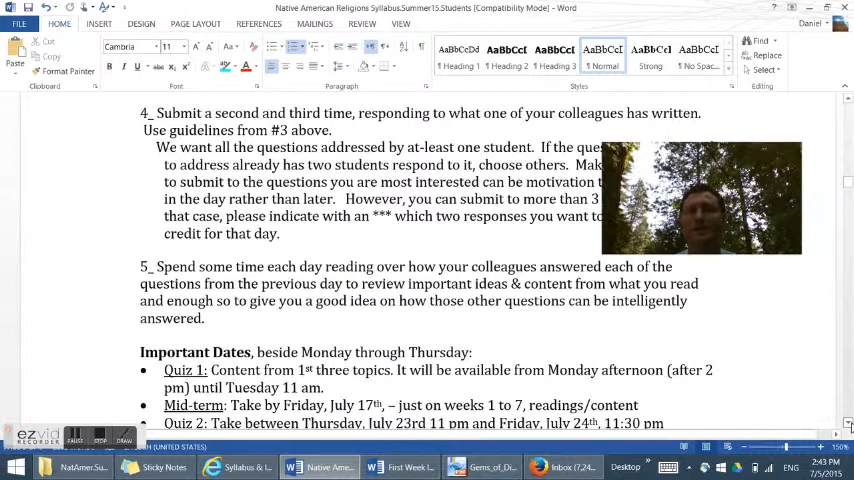 Native American Religions Syllabus.Summer15.Students [Compatibility Mode] - Word
FILE HOME INSERT DESIGN PAGE LAYOUT REFERENCES MAILINGS REVIEW VIEW Daniel
Cut
Copy
Paste Format Painter
Cambria 11
Find
Replace
Select
AaBbCcDd AaBbCcI AaBbCcI AaBbCcI AaBbCcI AaBbCcI
¶ Heading 1 ¶ Heading 2 ¶ Heading 3 ¶ Normal Strong ¶ No Spac...
Clipboard Font Paragraph Styles Editing
4_ Submit a second and third time, responding to what one of your colleagues has written.
Use guidelines from #3 above.
We want all the questions addressed by at-least one student. If the ques
to address already has two students respond to it, choose others. Mak
to submit to the questions you are most interested can be motivation t
in the day rather than later. However, you can submit to more than 3
that case, please indicate with an *** which two responses you want to
credit for that day.
5_ Spend some time each day reading over how your colleagues answered each of the
questions from the previous day to review important ideas & content from what you read
and enough so to give you a good idea on how those other questions can be intelligently
answered.
Important Dates, beside Monday through Thursday:
• Quiz 1: Content from 1st three topics. It will be available from Monday afternoon (after 2
pm) until Tuesday 11 am.
• Mid-term: Take by Friday, July 17th, – just on weeks 1 to 7, readings/content
Quiz 2: Take between Thursday, July 23rd 11 pm and Friday, July 24th, 11:30 pm
ezvid
RECORDER
PAUSE STOP DRAW
(UNITED STATES)
150%
NatAmer.Su... Sticky Notes Syllabus & I... Native Ame... First Week I... Gems_of_Di... Inbox (7,24... Desktop ENG
2:43 PM
7/5/2015